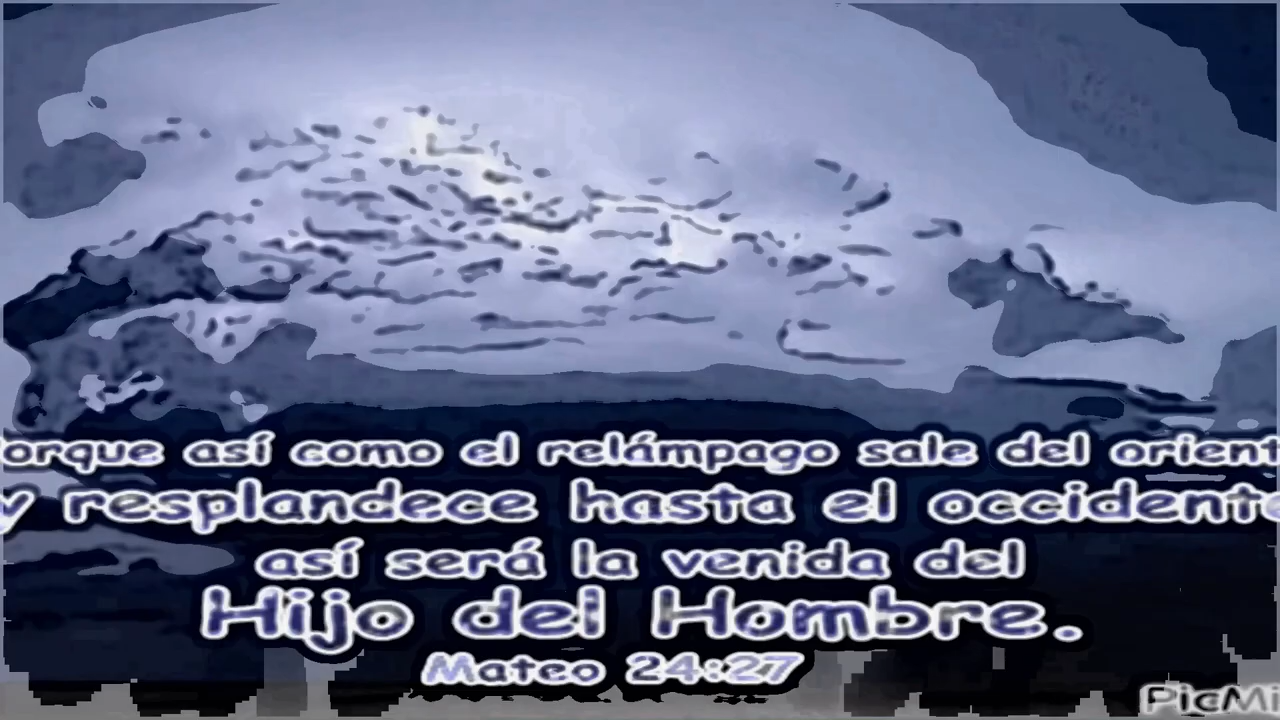 orque así como el relámpago sale del orient
y resplandece hasta el occidente
así será la venida del
Hijo del Hombre.
Mateo 24:27
PicMi